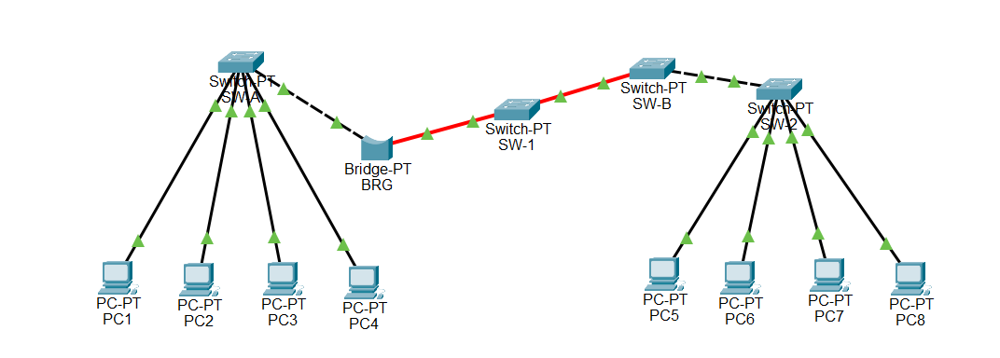 Switch-PT
SW-A
Bridge-PT
BRG
Switch-PT
SW-1
Switch-PT
SW-B
Switch-PT
SW-2
PC-PT
PC1
PC-PT
PC2
PC-PT
PC3
PC-PT
PC4
PC-PT
PC5
PC-PT
PC6
PC-PT
PC7
PC-PT
PC8